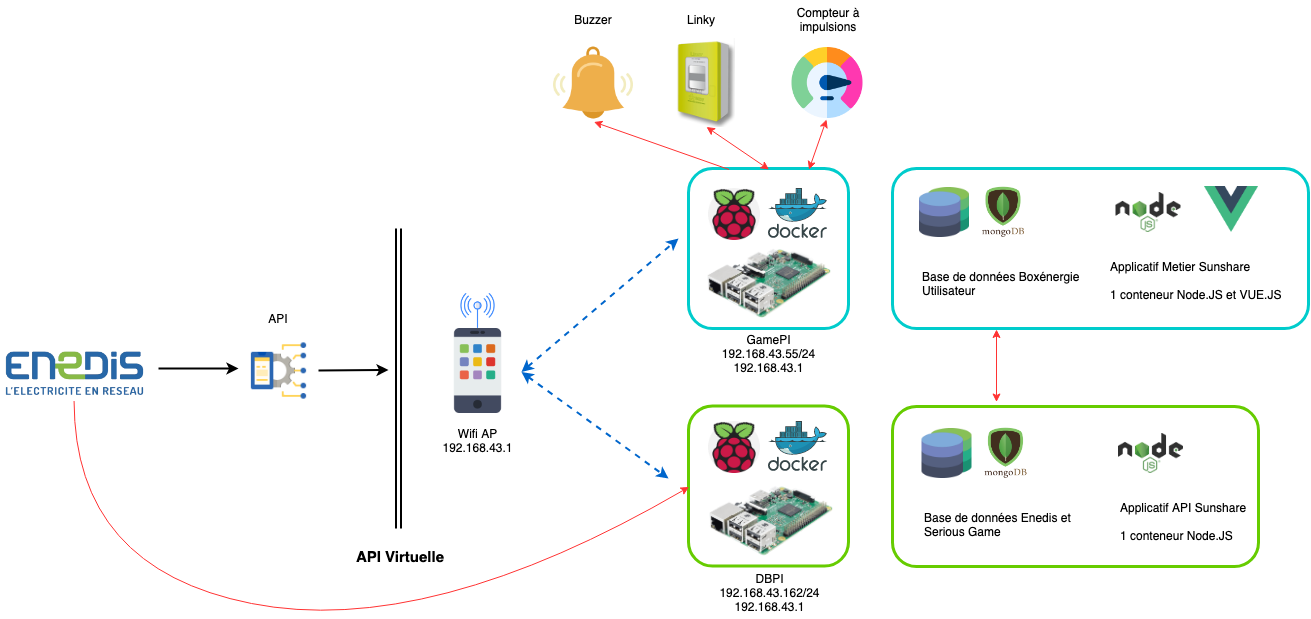 Buzzer
Linky
Compteur à
impulsions
docker
GamePI
192.168.43.55/24
192.168.43.1
mongoDB
node
JS
Base de données Boxénergie
Utilisateur
Applicatif Metier Sunshare
1 conteneur Node.JS et VUE.JS
ENEDIS
L'ELECTRICITE EN RESEAU
API
API Virtuelle
Wifi AP
192.168.43.1
docker
DBPI
192.168.43.162/24
192.168.43.1
mongoDB
node
JS
Base de données Enedis et
Serious Game
Applicatif API Sunshare
1 conteneur Node.JS